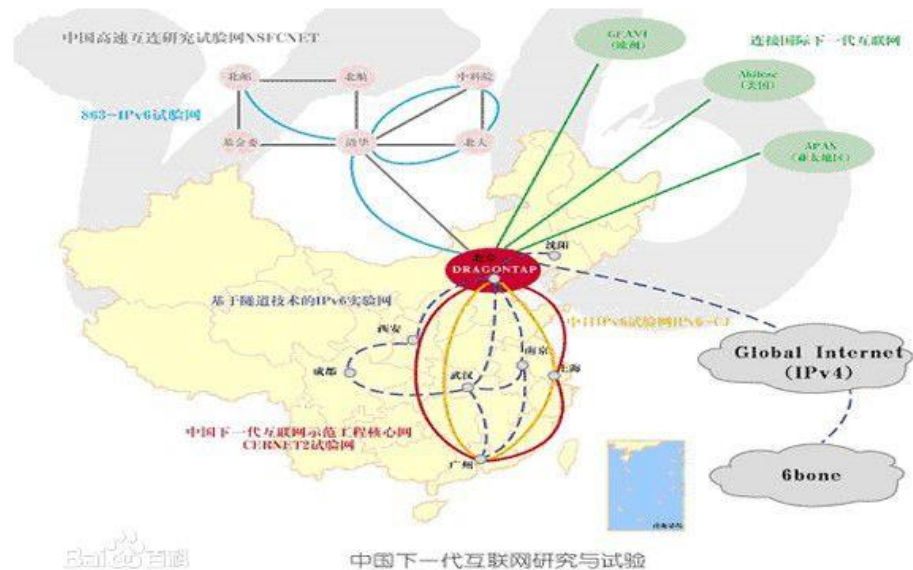 中国高速互连研究试验网NSFCNET
GEANT
(欧洲)
连接国际下一代互联网
北邮
北航
中科院
Abilene
(美国)
863-IPv6试验网
基金委
清华
北大
APAN
(亚太地区)
沈阳
北京
DRAGONTAP
基于隧道技术的IPv6实验网
中日IPv6试验网IPv6-CJ
西安
南京
上海
成都
武汉
Global Internet
(IPv4)
中国下一代互联网示范工程核心网
CERNET2试验网
广州
6bone
南海诸岛
Bai百科
中国下一代互联网研究与试验